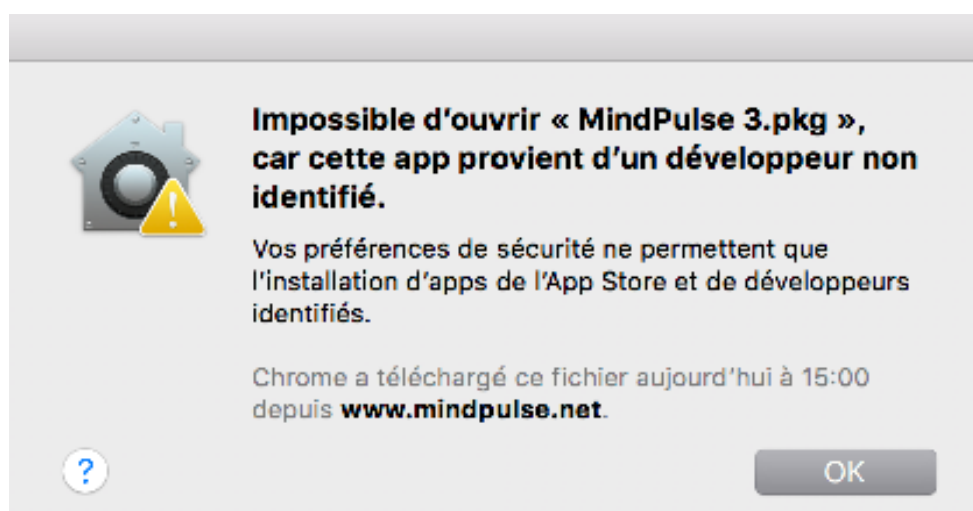 Impossible d'ouvrir « MindPulse 3.pkg »,
car cette app provient d'un développeur non
identifié.
Vos préférences de sécurité ne permettent que
l'installation d'apps de l'App Store et de développeurs
identifiés.
Chrome a téléchargé ce fichier aujourd'hui à 15:00
depuis www.mindpulse.net.
?
OK